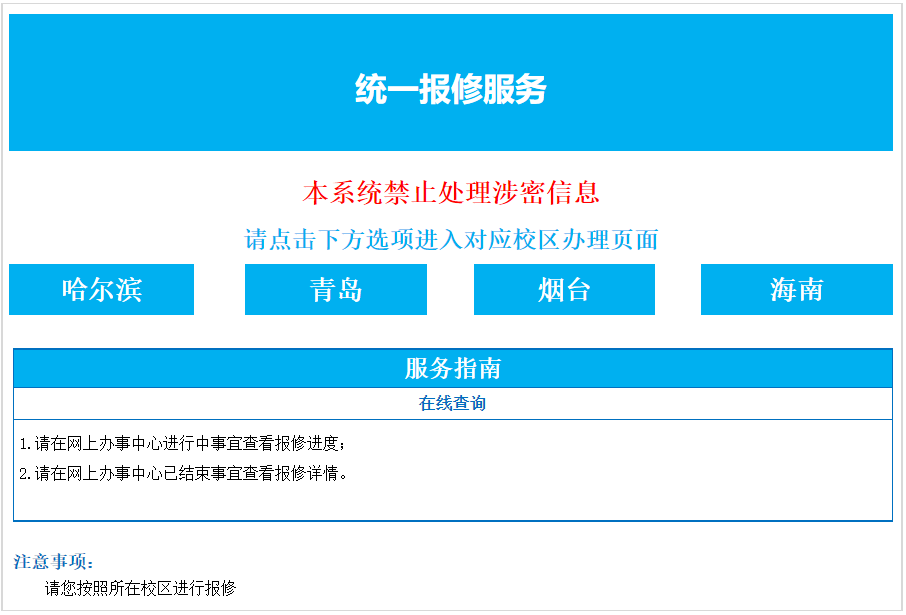 统一报修服务
本系统禁止处理涉密信息
请点击下方选项进入对应校区办理页面
哈尔滨 青岛 烟台 海南
服务指南
在线查询
1.请在网上办事中心进行中事宜查看报修进度;
2.请在网上办事中心已结束事宜查看报修详情。
注意事项:
请您按照所在校区进行报修